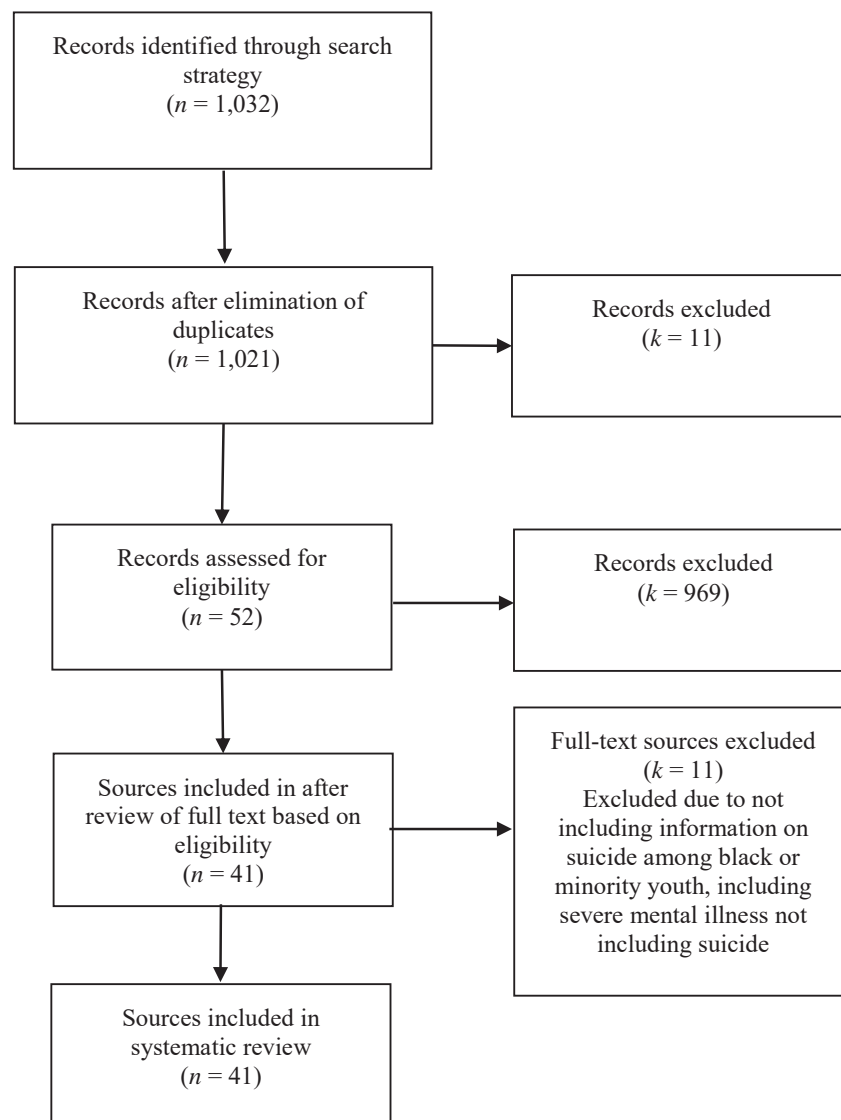 Records identified through search
strategy
(n = 1,032)
Records after elimination of
duplicates
(n = 1,021)
Records excluded
(k = 11)
Records assessed for
eligibility
(n = 52)
Records excluded
(k = 969)
Sources included in after
review of full text based on
eligibility
(n = 41)
Full-text sources excluded
(k = 11)
Excluded due to not
including information on
suicide among black or
minority youth, including
severe mental illness not
including suicide
Sources included in
systematic review
(n = 41)